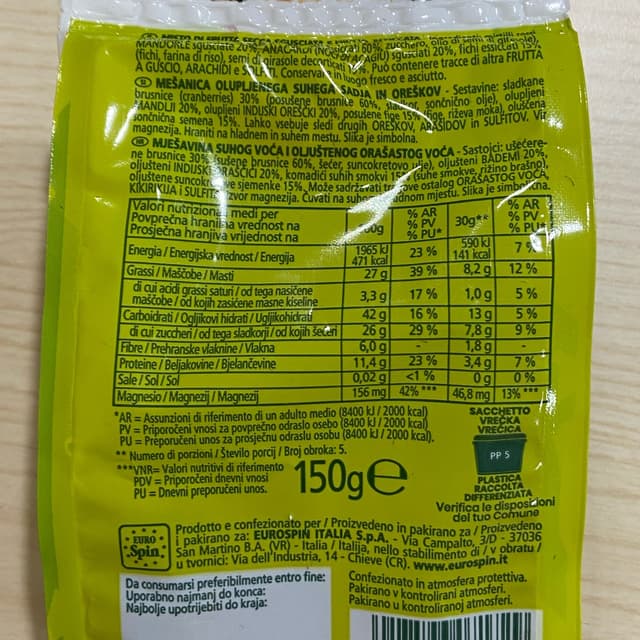 MISTO DI FRUTTA SECCA SGUSCIATA E
MANDORLE sgusciate 20%, ANACARDI 60%, zucchero, olio di semi di girasole),
sgusciati 20%, fichi essiccati 15%
(fichi, farina di riso), semi di girasole decorticati 15%. Può contenere tracce di altra FRUTTA
A GUSCIO, ARACHIDI e Conservare in luogo fresco e asciutto.
MEŠANICA OLUPLJENEGA SUHEGA SADJA IN OREŠKOV - Sestavine: sladkane
brusnice (cranberries) 30% (posušene brusnice 60%, sladkor, sončnično olje), olupljeni
MANDLJI 20%, olupljeni INDIJSKI OREŠKI 20%, posušene fige 15% (fige, riževa moka), oluščena
sončnična semena 15%. Lahko vsebuje sledi drugih OREŠKOV, ARAŠIDOV in SULFITOV. Vir
magnezija. Hraniti na hladnem in suhem mestu. Slika je simbolna.
MJEŠAVINA SUHOG VOĆA I OLJUŠTENOG ORAŠASTOG VOĆA - Sastojci: ušećere-
ne brusnice 30% (sušene brusnice 60%, šećer, suncokretovo ulje), oljušteni BADEMI 20%,
oljušteni INDIJSKI ORAŠČIĆI 20%, komadići suhih smokvi 15% (suhe smokve, rižino brašno),
oljuštene suncokretove sjemenke 15%. Može sadržavati tragove ostalog ORAŠASTOG VOĆA,
KIKIRIKIJA i SULFITA. Izvor magnezija. Čuvati na suhom i hladnom mjestu. Slika je simbolična.
Valori nutrizionali medi per
Povprečna hranilna vrednost na
Prosječna hranjiva vrijednost na
100g
% AR
% PV
% PU*
30g**
% AR
% PV
% PU
Energia / Energijska vrednost / Energija 1965 kJ 471 kcal 23 % 590 kJ 141 kcal 7 %
Grassi / Maščobe / Masti 27 g 39 % 8,2 g 12 %
di cui acidi grassi saturi / od tega nasičene
maščobe / od kojih zasićene masne kiseline 3,3 g 17 % 1,0 g 5 %
Carboidrati / Ogljikovi hidrati / Ugljikohidrati 42 g 16 % 13 g 5 %
di cui zuccheri / od tega sladkorji / od kojih šećeri 26 g 29 % 7,8 g 9 %
Fibre / Prehranske vlaknine / Vlakna 6,0 g - 1,8 g -
Proteine / Beljakovine / Bjelančevine 11,4 g 23 % 3,4 g 7%
Sale / Sol / Sol 0,02 g <1 % 0 g 0 %
Magnesio / Magnezij / Magnezij 156 mg 42% *** 46,8 mg 13% ***
*AR = Assunzioni di riferimento di un adulto medio (8400 kJ / 2000 kcal)
PV = Priporočeni vnosi za povprečno odraslo osebo (8400 kJ / 2000 kcal)
PU = Preporučeni unos za prosječnu odraslu osobu (8400 kJ / 2000 kcal).
** Numero di porzioni / Število porcij / Broj obroka: 5.
***VNR= Valori nutritivi di riferimento
PDV = Priporočeni dnevni vnosi
PU = Dnevni preporučeni unos.
150g e
SACCHETTO
VREČKA
VREĆICA
PP 5
PLASTICA
RACCOLTA
DIFFERENZIATA
Verifica le disposizioni
del tuo Comune
EURO
Spin
Prodotto e confezionato per / Proizvedeno in pakirano za / Proizvedeno
i pakirano za: EUROSPIN ITALIA S.p.A. - Via Campalto, 3/D - 37036
San Martino B.A. (VR) - Italia / Italija, nello stabilimento di / v obratu /
u tvornici: Via dell'Industria, 14 - Chieve (CR). www.eurospin.it
Da consumarsi preferibilmente entro fine:
Uporabno najmanj do konca:
Najbolje upotrijebiti do kraja:
Confezionato in atmosfera protettiva.
Pakirano v kontrolirani atmosferi.
Pakirano u kontroliranoj atmosferi.